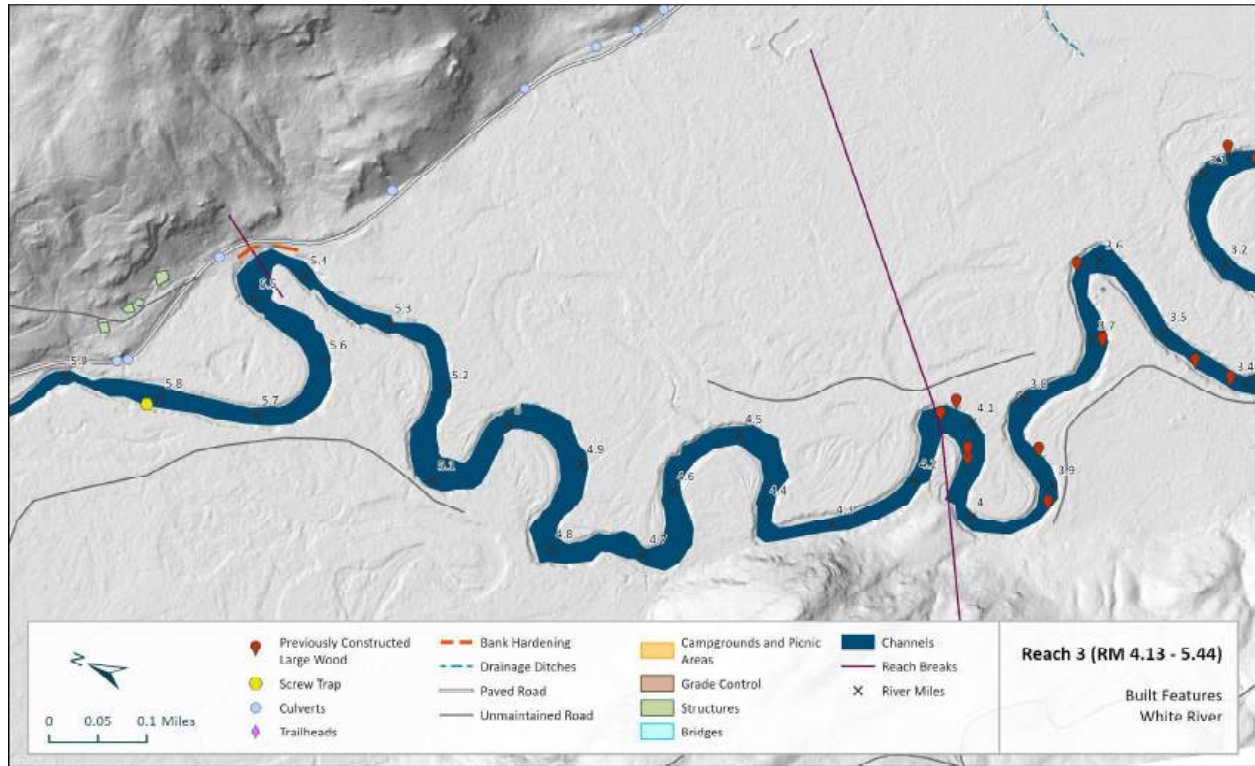 3.1
3.2
5.4
3.6
5.5
5.3
3.5
3.7
5.6
5.9
3.4
5.2
3.8
5.8
5.7
4.5
4.1
5
4.9
5.1
4.6
4.2
3.9
4.4
4.3
4
4.8
4.7
N
0 0.05 0.1 Miles
Previously Constructed
Large Wood
Screw Trap
Culverts
Trailheads
Bank Hardening
Drainage Ditches
Paved Road
Unmaintained Road
Campgrounds and Picnic
Areas
Grade Control
Structures
Bridges
Channels
Reach Breaks
River Miles
Reach 3 (RM 4.13 - 5.44)
Built Features
White River